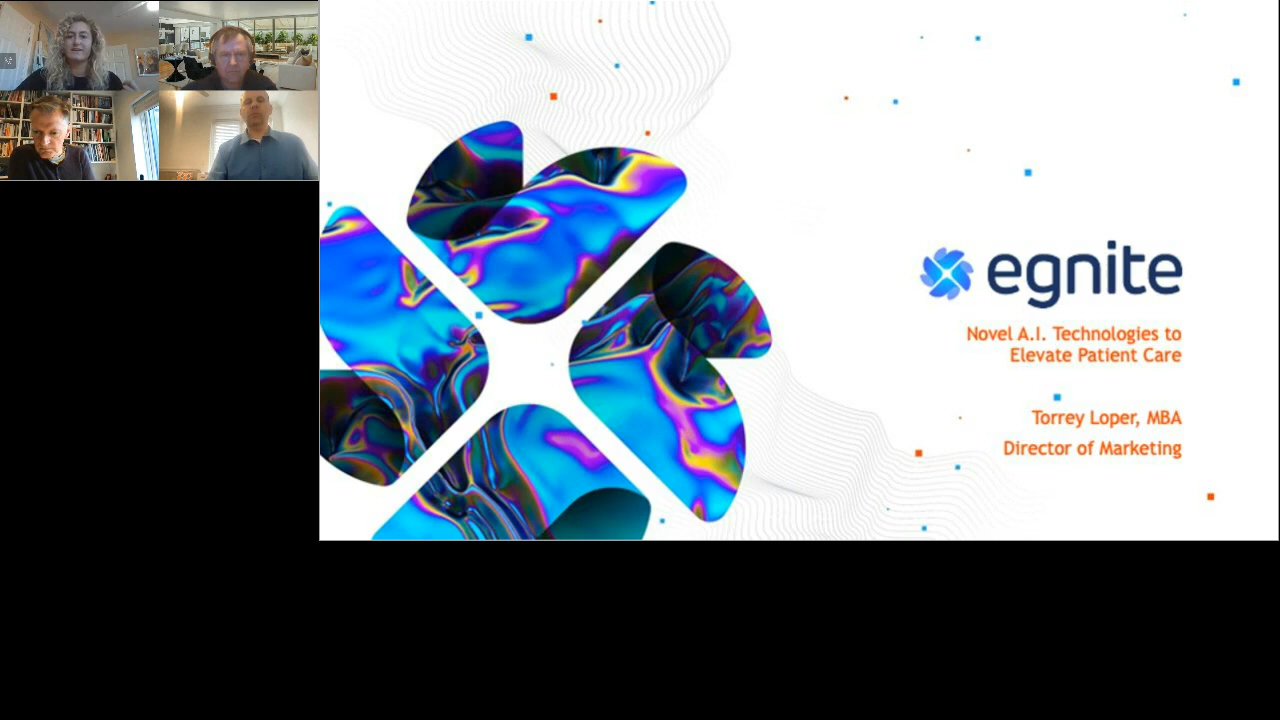 egnite
Novel A.I. Technologies to
Elevate Patient Care
Torrey Loper, MBA
Director of Marketing